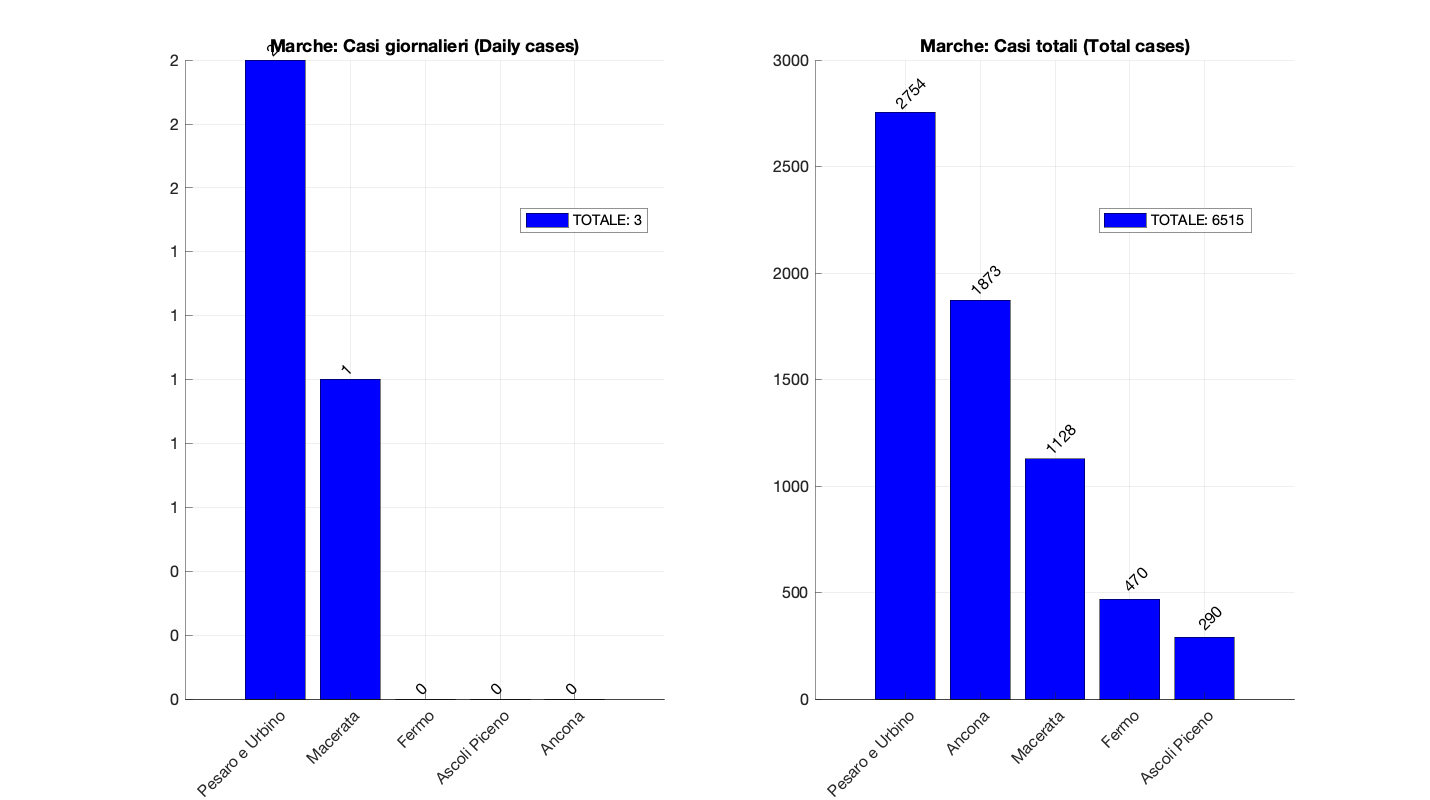 Marche: Casi giornalieri (Daily cases)
2
2
2
2
1
1
1
1
1
0
0
0
1
0
0
0
TOTALE: 3
Pesaro e Urbino
Macerata
Fermo
Ascoli Piceno
Ancona
Marche: Casi totali (Total cases)
3000
2500
2000
1500
1000
500
0
2754
1873
1128
470
290
TOTALE: 6515
Pesaro e Urbino
Ancona
Macerata
Fermo
Ascoli Piceno